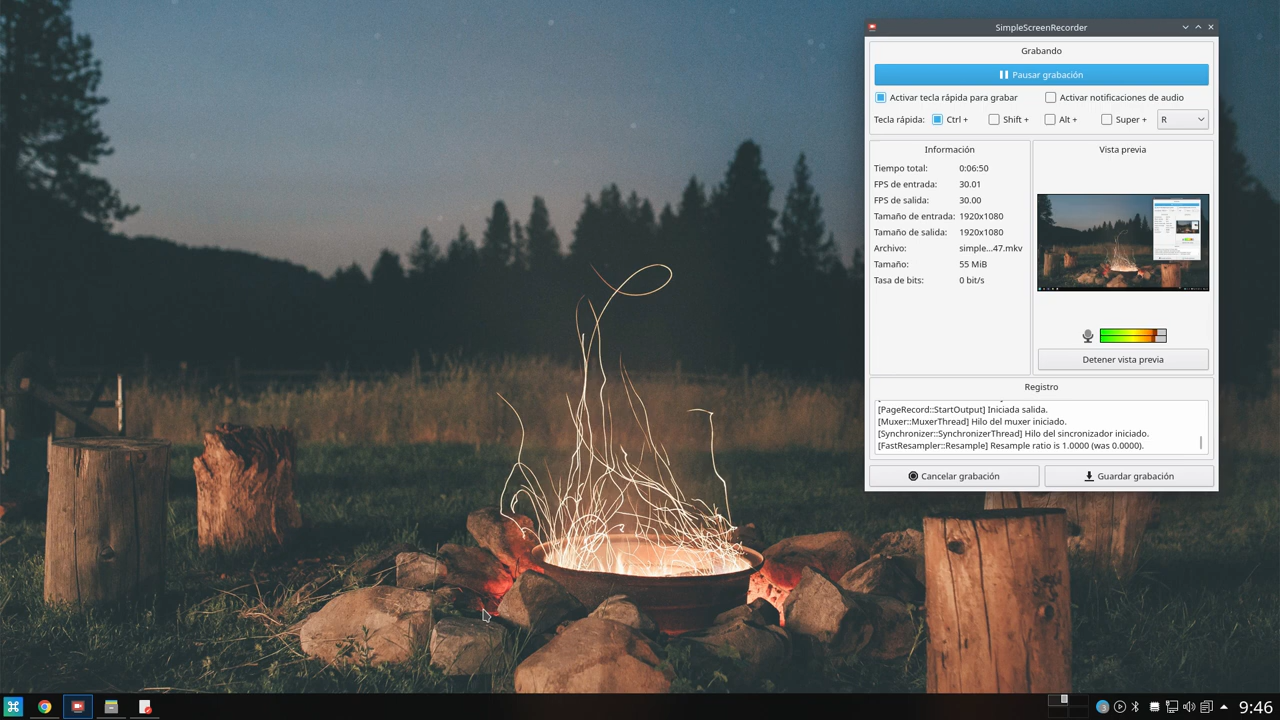 SimpleScreenRecorder
Grabando
Pausar grabación
Activar tecla rápida para grabar
Activar notificaciones de audio
Tecla rápida: Ctrl + Shift + Alt + Super + R
Información
Tiempo total: 0:06:50
FPS de entrada: 30.01
FPS de salida: 30.00
Tamaño de entrada: 1920x1080
Tamaño de salida: 1920x1080
Archivo: simple...47.mkv
Tamaño: 55 MiB
Tasa de bits: 0 bit/s
Vista previa
Detener vista previa
Registro
[PageRecord::StartOutput] Iniciada salida.
[Muxer::MuxerThread] Hilo del muxer iniciado.
[Synchronizer::SynchronizerThread] Hilo del sincronizador iniciado.
[FastResampler::Resample] Resample ratio is 1.0000 (was 0.0000).
Cancelar grabación
Guardar grabación
3
9:46